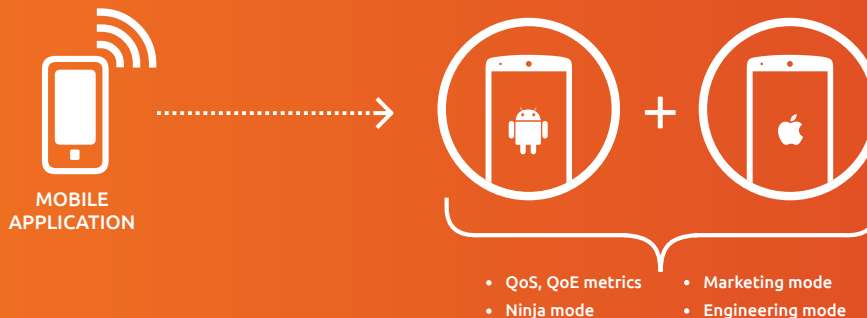 MOBILE
APPLICATION
• QoS, QoE metrics
• Ninja mode
• Marketing mode
• Engineering mode